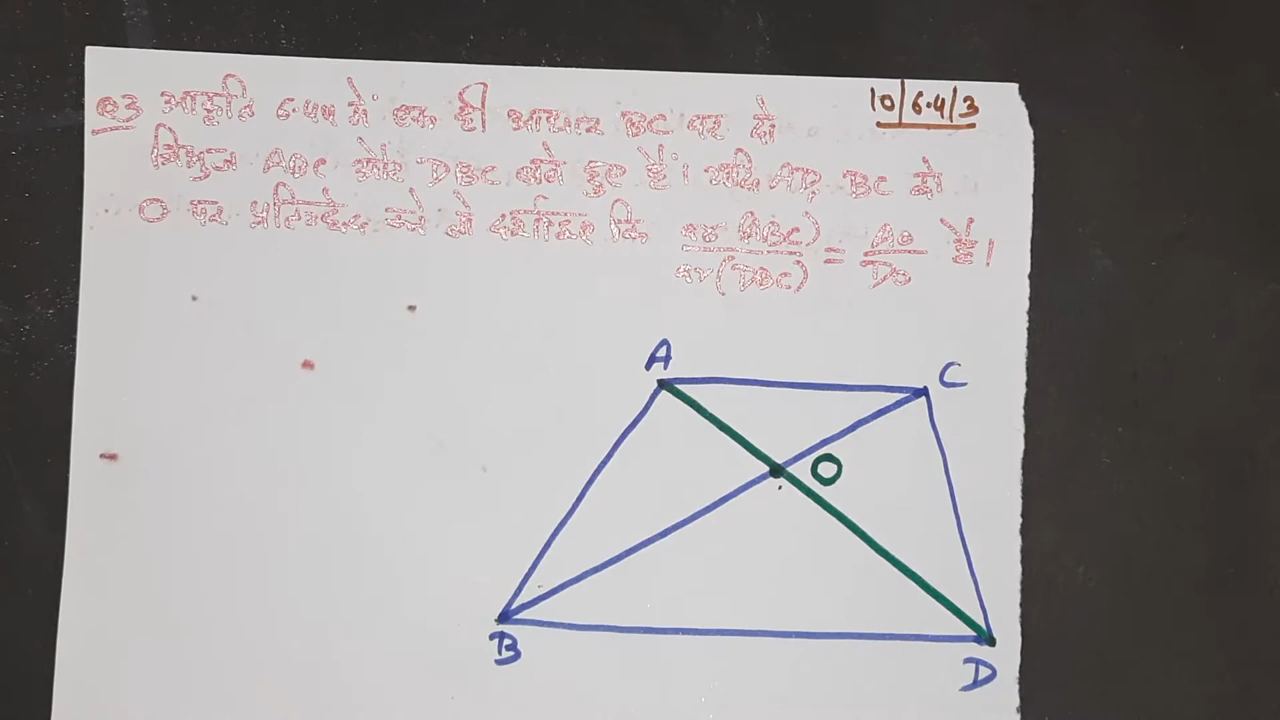 Q3 आकृति 6.44 में एक ही आधार BC पर दो
10/6.4/3
त्रिभुज ABC और DBC बने हुए हैं। यदि AD, BC को
O पर प्रतिच्छेद करे तो दर्शाइए कि ar ABC) / ar(DBC) = AO / DO है।
A
C
O
B
D